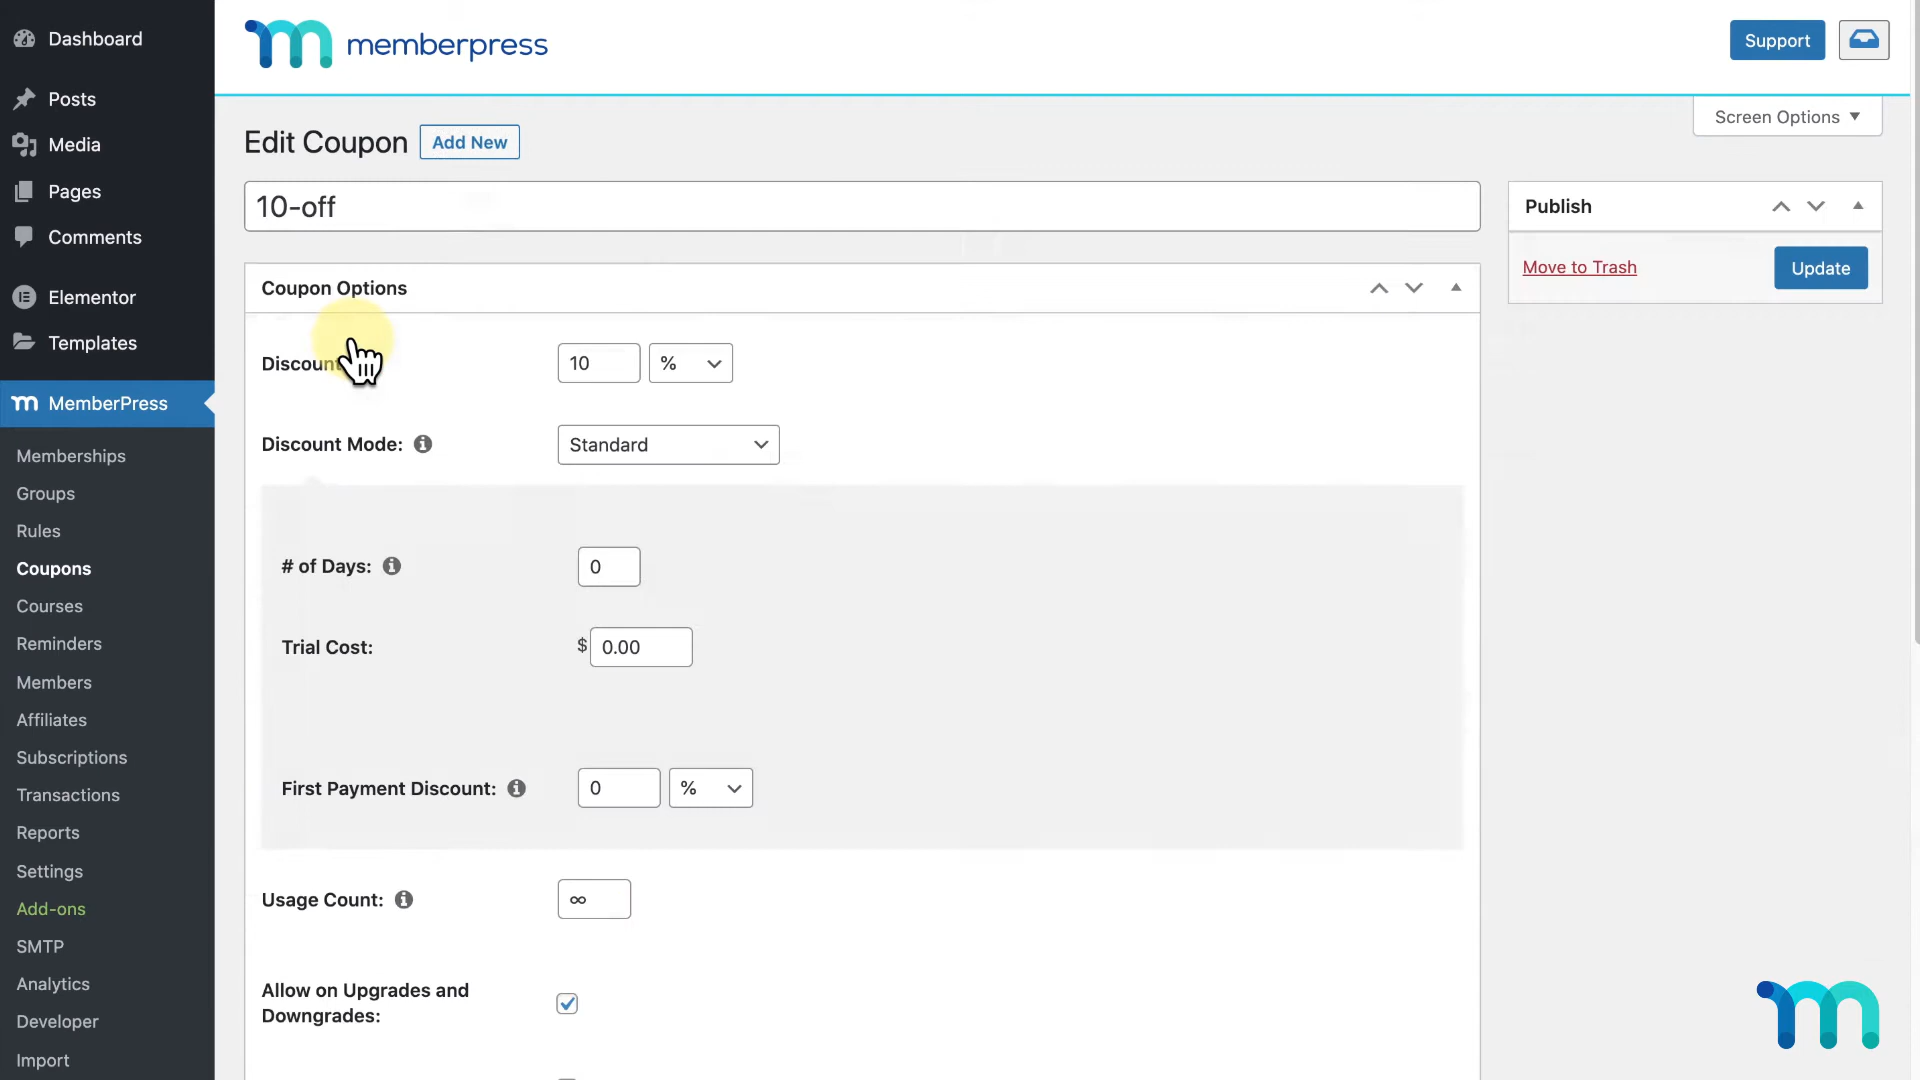 Dashboard
Posts
Media
Pages
Comments
Elementor
Templates
MemberPress
Memberships
Groups
Rules
Coupons
Courses
Reminders
Members
Affiliates
Subscriptions
Transactions
Reports
Settings
Add-ons
SMTP
Analytics
Developer
Import
memberpress
Support
Screen Options
Edit Coupon Add New
10-off
Coupon Options
Discount
10 %
Discount Mode: Standard
# of Days: 0
Trial Cost: $ 0.00
First Payment Discount: 0 %
Usage Count: ∞
Allow on Upgrades and
Downgrades:
Publish
Move to Trash Update